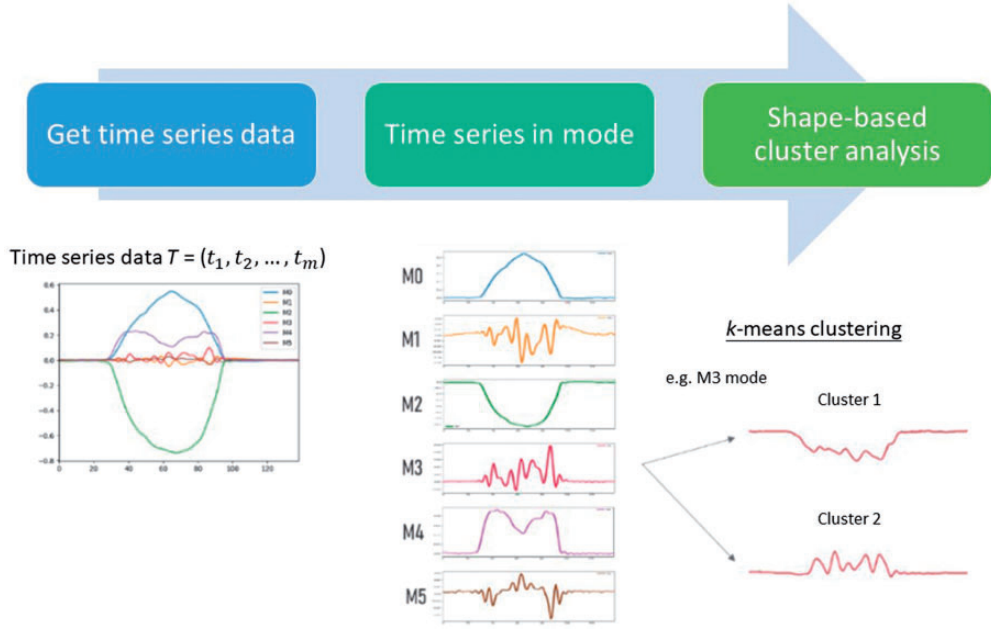 Get time series data
Time series in mode
Shape-based
cluster analysis
Time series data T = (t₁, t₂, ... , tₘ)
0.6
0.4
0.2
0.0
−0.2
−0.4
−0.6
−0.8
0
20
40
60
80
100
120
M0
M1
M2
M3
M4
M5
M0
M1
M2
M3
M4
M5
k-means clustering
e.g. M3 mode
Cluster 1
Cluster 2